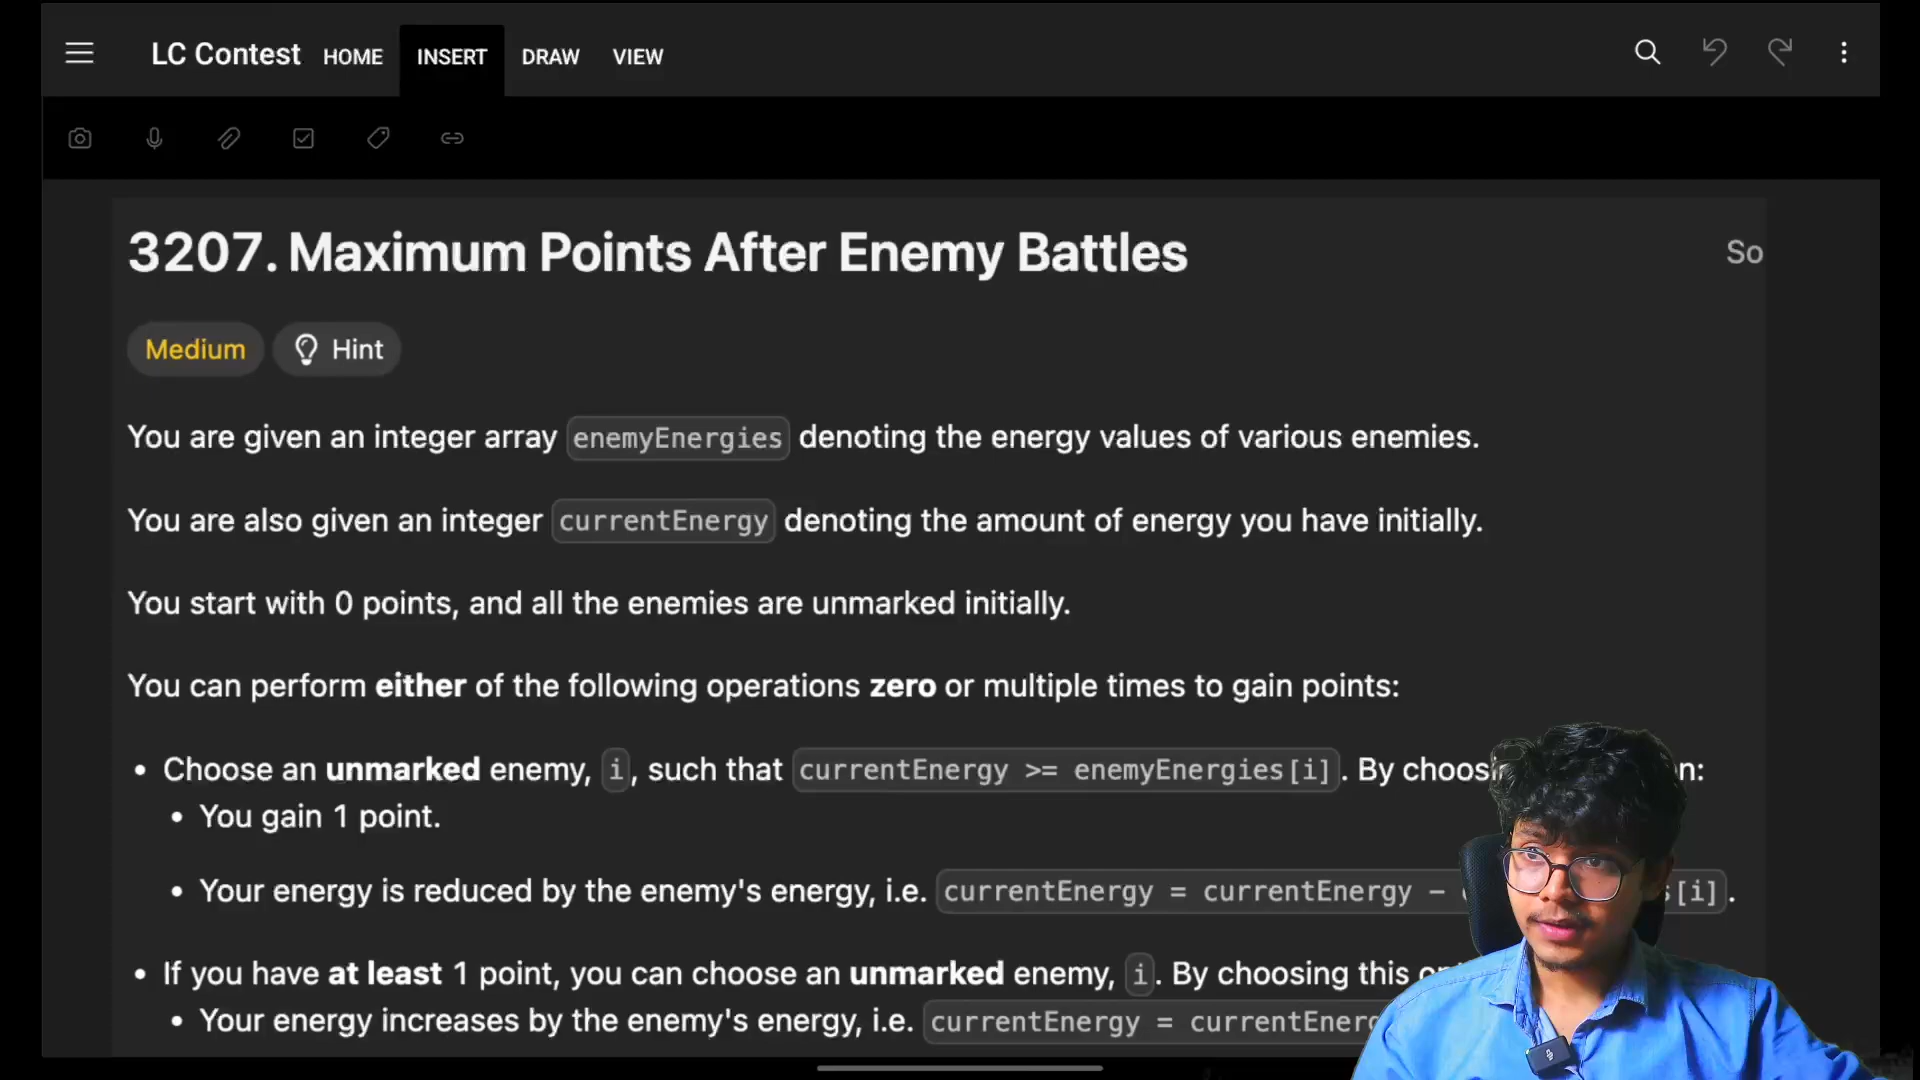 LC Contest HOME INSERT DRAW VIEW
3207. Maximum Points After Enemy Battles So
Medium Hint
You are given an integer array enemyEnergies denoting the energy values of various enemies.
You are also given an integer currentEnergy denoting the amount of energy you have initially.
You start with 0 points, and all the enemies are unmarked initially.
You can perform either of the following operations zero or multiple times to gain points:
• Choose an unmarked enemy, i, such that currentEnergy >= enemyEnergies[i]. By choosi n:
• You gain 1 point.
• Your energy is reduced by the enemy's energy, i.e. currentEnergy = currentEnergy - s[i].
• If you have at least 1 point, you can choose an unmarked enemy, i. By choosing this op
• Your energy increases by the enemy's energy, i.e. currentEnergy = currentEnerg